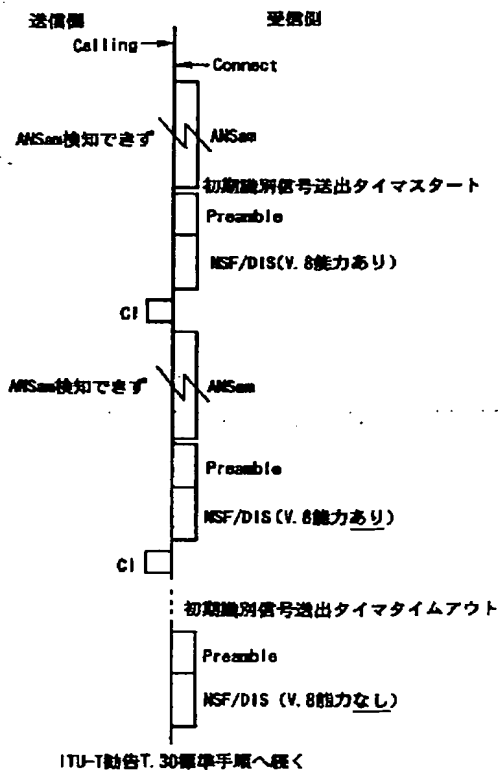 送信側
受信側
Calling
Connect
ANSam検知できず
ANSam
初期識別信号送出タイマスタート
Preamble
NSF/DIS(V.8能力あり)
CI
ANSam検知できず
ANSam
Preamble
NSF/DIS(V.8能力あり)
CI
初期識別信号送出タイマタイムアウト
Preamble
NSF/DIS (V.8能力なし)
ITU-T勧告T.30標準手順へ続く